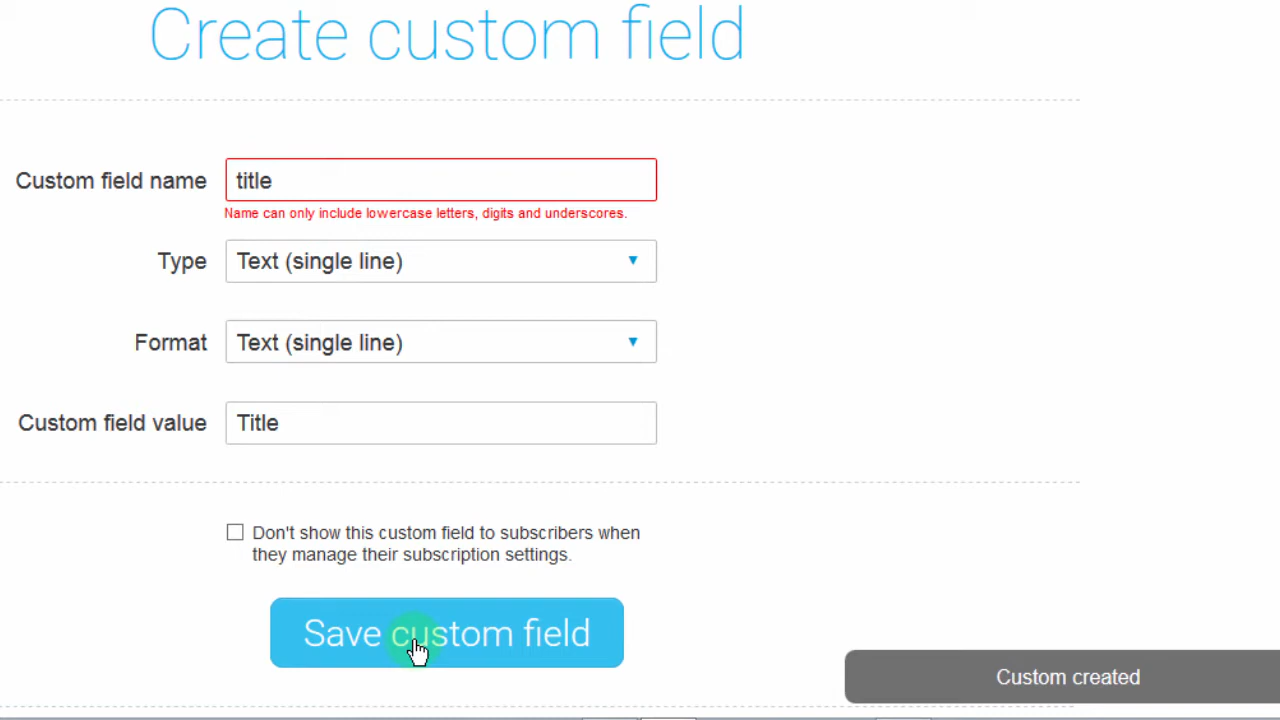 Create custom field
Custom field name
title
Name can only include lowercase letters, digits and underscores.
Type
Text (single line)
Format
Text (single line)
Custom field value
Title
Don't show this custom field to subscribers when
they manage their subscription settings.
Save custom field
Custom created